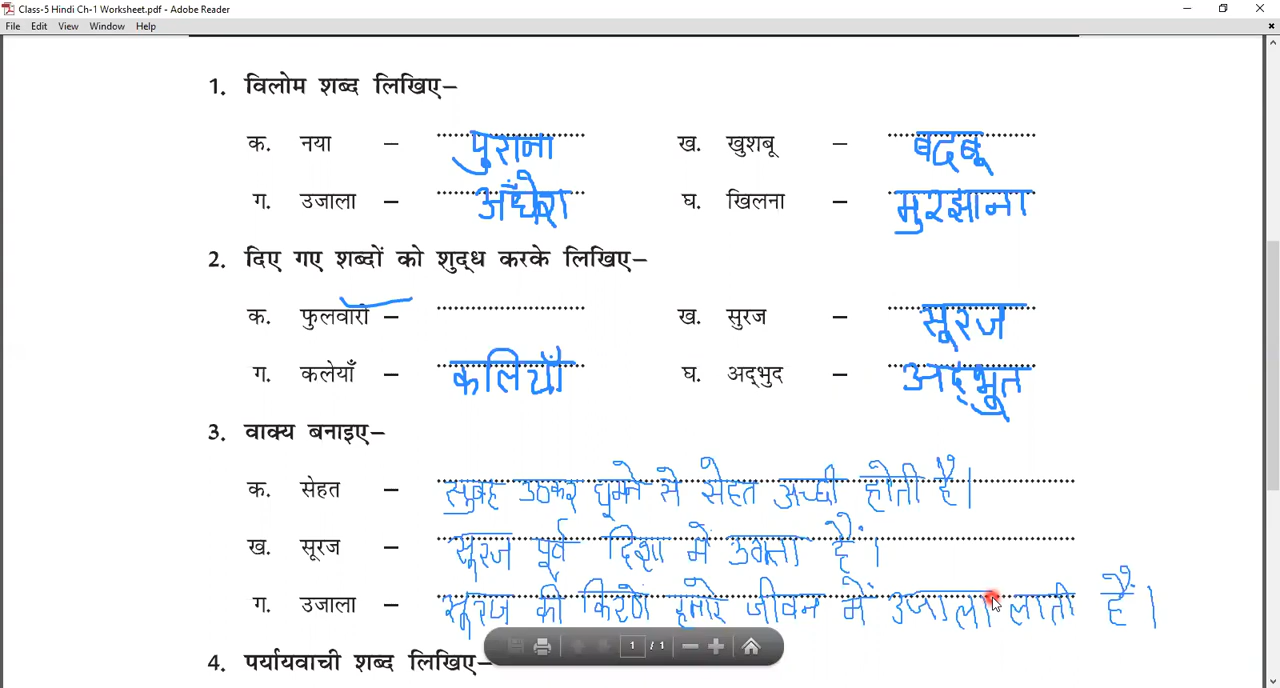 Class-5 Hindi Ch-1 Worksheet.pdf - Adobe Reader
File Edit View Window Help
1. विलोम शब्द लिखिए–
क. नया – पुराना ख. खुशबू – बदबू
ग. उजाला – अँधेरा घ. खिलना – मुरझाना
2. दिए गए शब्दों को शुद्ध करके लिखिए–
क. फुलवारी – ख. सुरज – सूरज
ग. कलेयाँ – कलियाँ घ. अद्भुद – अद्भुत
3. वाक्य बनाइए–
क. सेहत – सुबह उठकर घूमने से सेहत अच्छी होती है।
ख. सूरज – सूरज पूर्व दिशा में उगता है।
ग. उजाला – सूरज की किरणें हमारे जीवन में उजाला लाती हैं।
1 / 1
4. पर्यायवाची शब्द लिखिए–